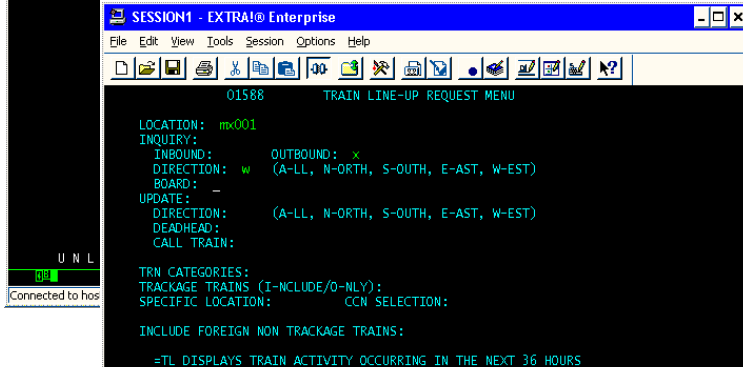 SESSION1 - EXTRA!® Enterprise
File Edit View Tools Session Options Help
01588 TRAIN LINE-UP REQUEST MENU
LOCATION: mx001
INQUIRY:
INBOUND: OUTBOUND: x
DIRECTION: w (A-LL, N-ORTH, S-OUTH, E-AST, W-EST)
BOARD: _
UPDATE:
DIRECTION: (A-LL, N-ORTH, S-OUTH, E-AST, W-EST)
DEADHEAD:
CALL TRAIN:
TRN CATEGORIES:
TRACKAGE TRAINS (I-NCLUDE/O-NLY):
SPECIFIC LOCATION: CCN SELECTION:
INCLUDE FOREIGN NON TRACKAGE TRAINS:
=TL DISPLAYS TRAIN ACTIVITY OCCURRING IN THE NEXT 36 HOURS
U N L
Connected to hos